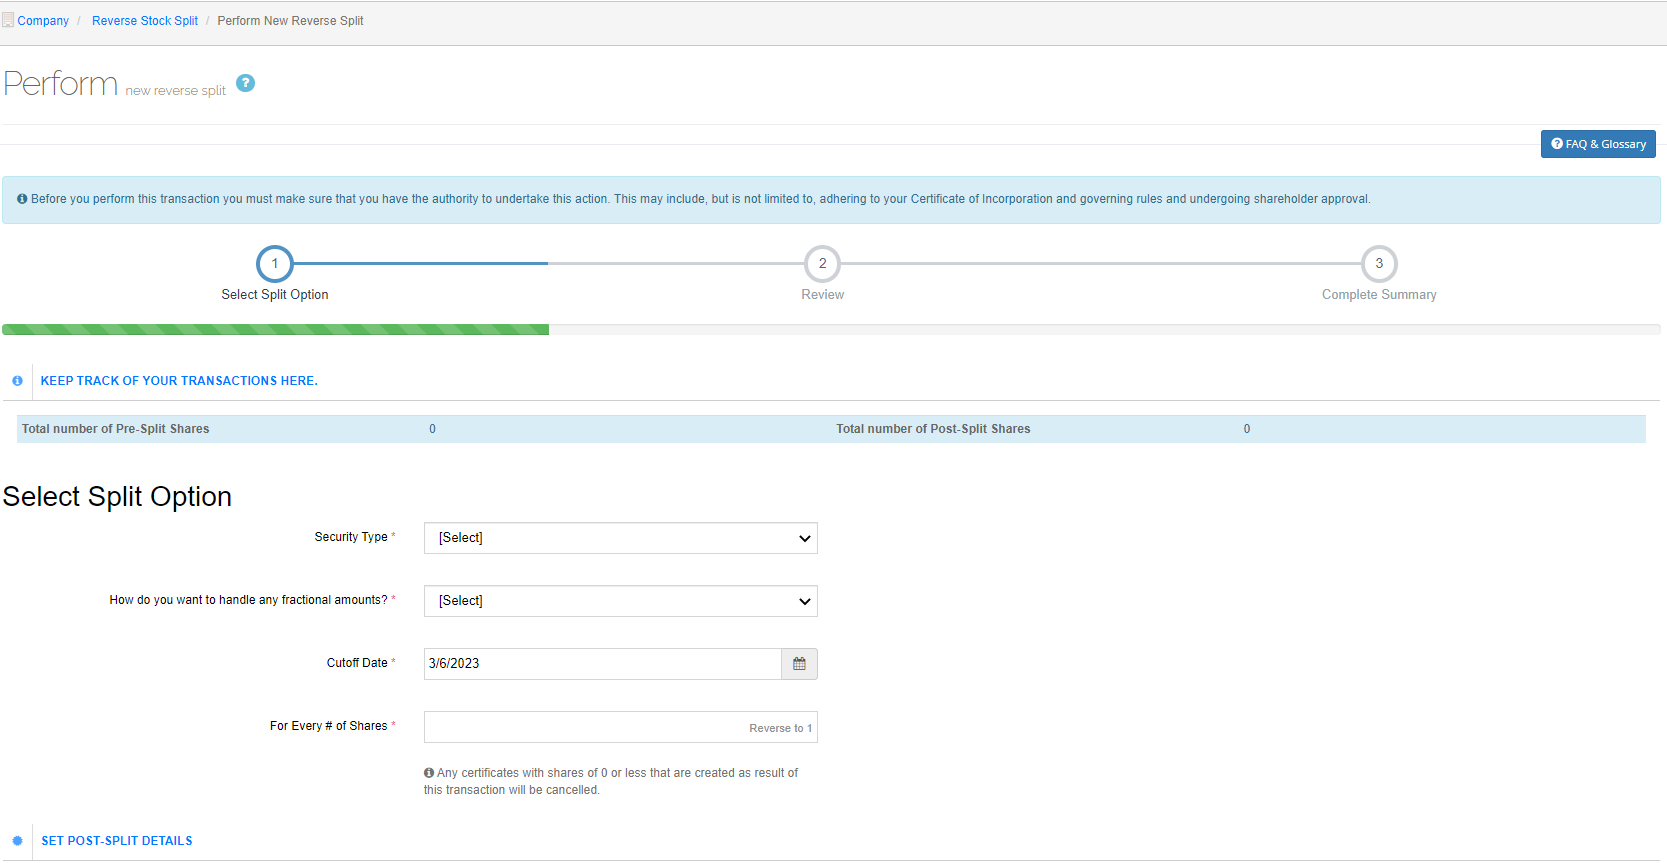 Company / Reverse Stock Split / Perform New Reverse Split
Perform new reverse split ?
? FAQ & Glossary
Before you perform this transaction you must make sure that you have the authority to undertake this action. This may include, but is not limited to, adhering to your Certificate of Incorporation and governing rules and undergoing shareholder approval.
1 2 3
Select Split Option Review Complete Summary
KEEP TRACK OF YOUR TRANSACTIONS HERE.
Total number of Pre-Split Shares 0 Total number of Post-Split Shares 0
Select Split Option
Security Type * [Select]
How do you want to handle any fractional amounts? * [Select]
Cutoff Date * 3/6/2023
For Every # of Shares * Reverse to 1
Any certificates with shares of 0 or less that are created as result of
this transaction will be cancelled.
SET POST-SPLIT DETAILS